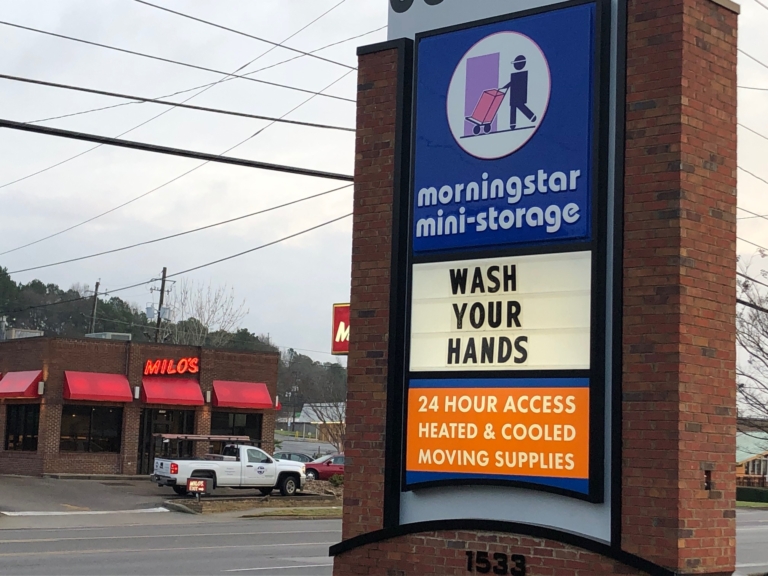 morningstar
mini-storage
WASH
YOUR
HANDS
24 HOUR ACCESS
HEATED & COOLED
MOVING SUPPLIES
1533
MILO'S
M